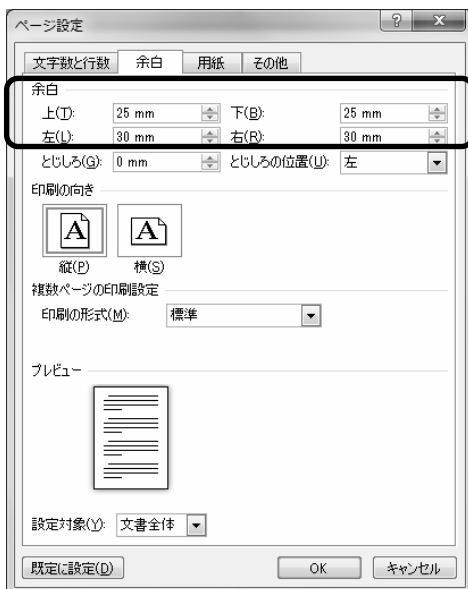 ページ設定
文字数と行数 余白 用紙 その他
余白
上(T): 25 mm 下(B): 25 mm
左(L): 30 mm 右(R): 30 mm
とじしろ(G): 0 mm とじしろの位置(U): 左
印刷の向き
A A
縦(P) 横(S)
複数ページの印刷設定
印刷の形式(M): 標準
プレビュー
設定対象(Y): 文書全体
既定に設定(D) OK キャンセル